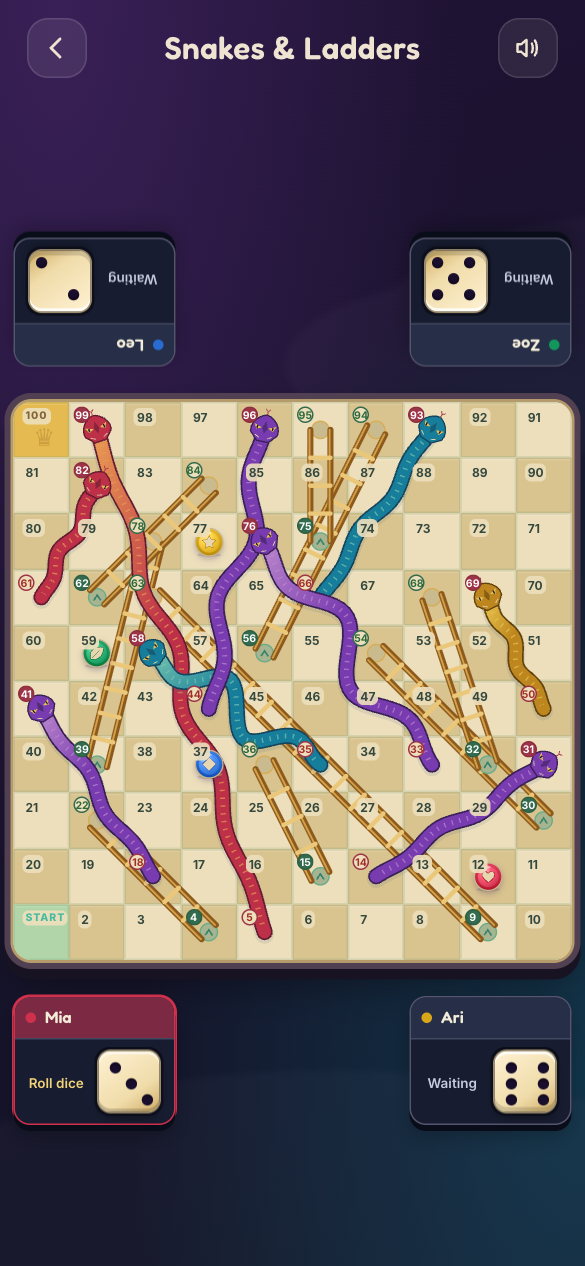 Snakes & Ladders
Waiting
Leo
Waiting
Zoe
100 99 98 97 96 95 94 93 92 91
81 82 83 84 85 86 87 88 89 90
80 79 78 77 76 75 74 73 72 71
61 62 63 64 65 66 67 68 69 70
60 59 58 57 56 55 54 53 52 51
41 42 43 44 45 46 47 48 49 50
40 39 38 37 36 35 34 33 32 31
21 22 23 24 25 26 27 28 29 30
20 19 18 17 16 15 14 13 12 11
START 2 3 4 5 6 7 8 9 10
Mia
Roll dice
Ari
Waiting